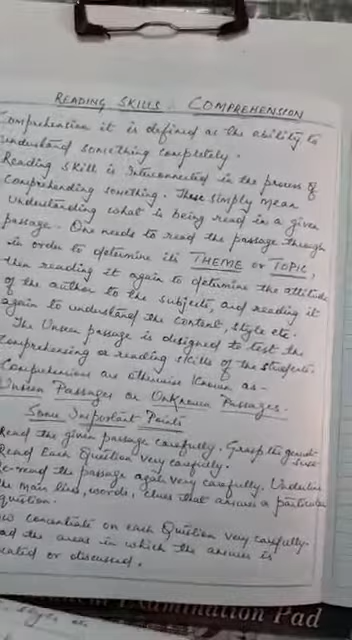 READING SKILLS : COMPREHENSION
Comprehension it is defined as the ability to
understand something completely.
Reading skill is Interconnected in the process of
Comprehending something. These simply mean
understanding what is being read in a given
passage. One needs to read the passage through
in order to determine its THEME or TOPIC,
then reading it again to determine the attitude
of the author to the subjects, and reading it
again to understand the content, style etc.
The Unseen passage is designed to test the
Comprehensing or reading skills of the students.
Comprehensions are otherwise known as -
Unseen Passages or Unknown Passages.
Some Important Points
Read the given passage carefully. Grasp the
Read Each Question very carefully.
Re-read the passage again very carefully. Underline
the main lines, words, clues that answer a particular
question.
concentrate on each Question very carefully.
the areas in which the answer is
or discussed.
Examination Pad